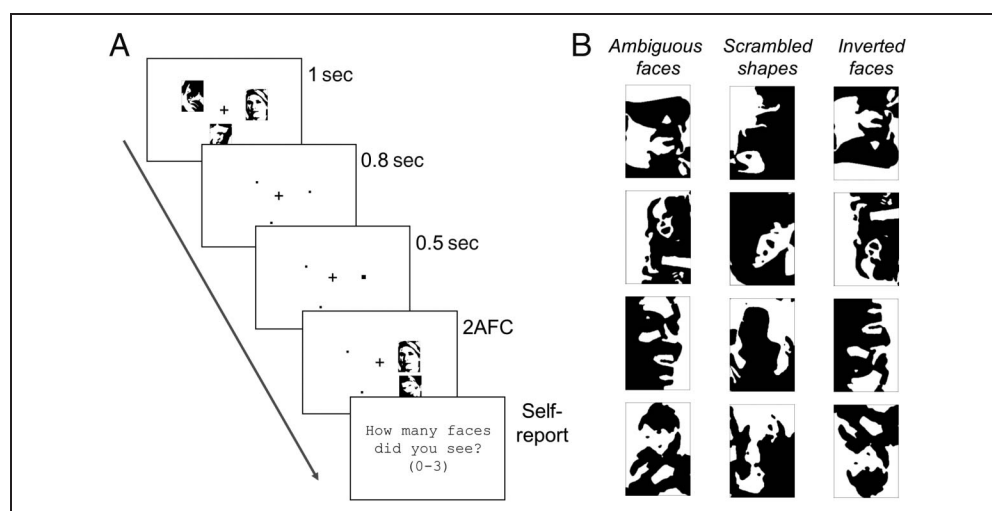 A
1 sec
0.8 sec
0.5 sec
2AFC
Self-
report
How many faces
did you see?
(0-3)
B
Ambiguous
faces
Scrambled
shapes
Inverted
faces